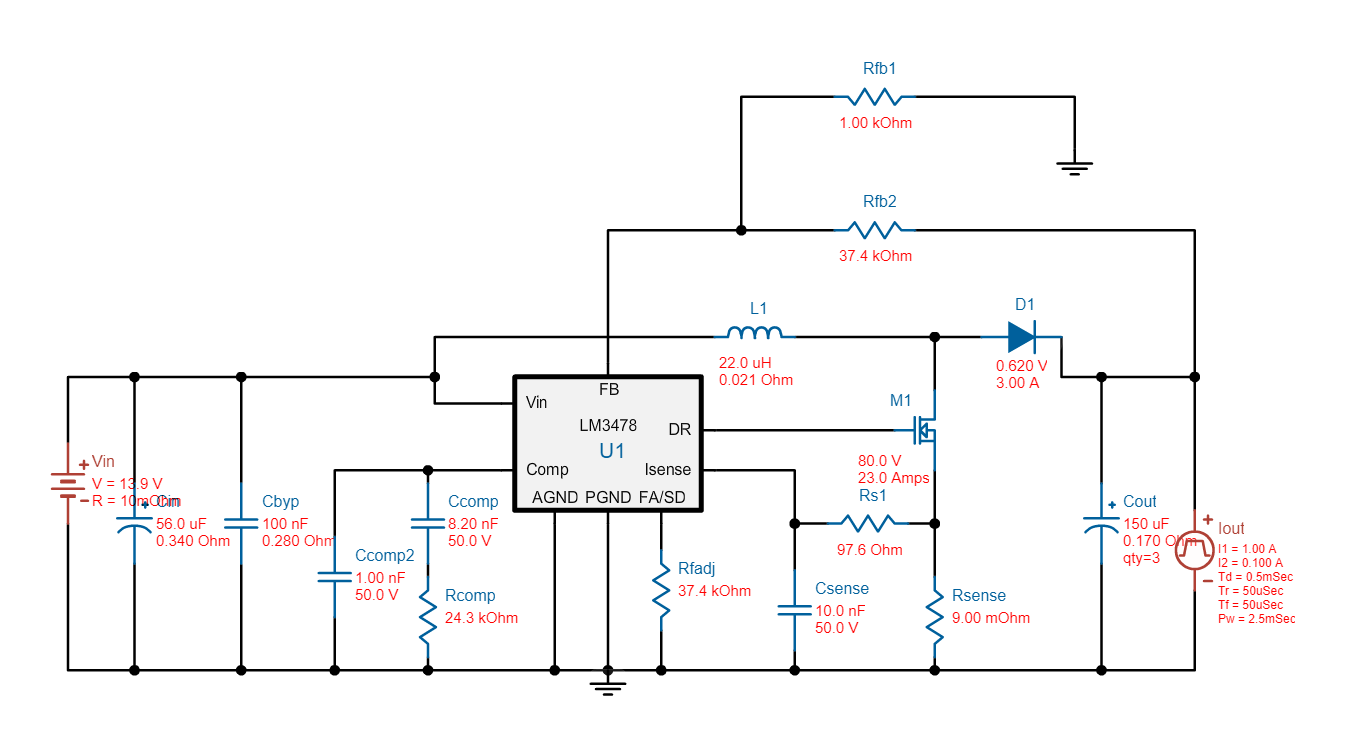 Rfb1
1.00 kOhm
Rfb2
37.4 kOhm
L1
22.0 uH
0.021 Ohm
D1
0.620 V
3.00 A
FB
Vin
LM3478
U1
DR
Comp
Isense
AGND PGND FA/SD
M1
80.0 V
23.0 Amps
Rs1
97.6 Ohm
+
Vin
V = 13.9 V
R = 10mOhm
−
+
Cin
56.0 uF
0.340 Ohm
Cbyp
100 nF
0.280 Ohm
Ccomp
8.20 nF
50.0 V
Ccomp2
1.00 nF
50.0 V
Rcomp
24.3 kOhm
Rfadj
37.4 kOhm
Csense
10.0 nF
50.0 V
Rsense
9.00 mOhm
+
Cout
150 uF
0.170 Ohm
qty=3
+
Iout
−
I1 = 1.00 A
I2 = 0.100 A
Td = 0.5mSec
Tr = 50uSec
Tf = 50uSec
Pw = 2.5mSec